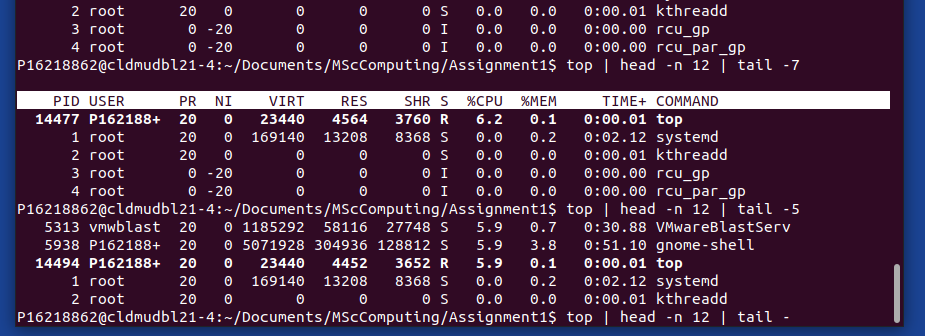 2 root 20 0 0 0 0 S 0.0 0.0 0:00.01 kthreadd
3 root 0 -20 0 0 0 I 0.0 0.0 0:00.00 rcu_gp
4 root 0 -20 0 0 0 I 0.0 0.0 0:00.00 rcu_par_gp
P16218862@cldmudbl21-4:~/Documents/MScComputing/Assignment1$ top | head -n 12 | tail -7
PID USER PR NI VIRT RES SHR S %CPU %MEM TIME+ COMMAND
14477 P162188+ 20 0 23440 4564 3760 R 6.2 0.1 0:00.01 top
1 root 20 0 169140 13208 8368 S 0.0 0.2 0:02.12 systemd
2 root 20 0 0 0 0 S 0.0 0.0 0:00.01 kthreadd
3 root 0 -20 0 0 0 I 0.0 0.0 0:00.00 rcu_gp
4 root 0 -20 0 0 0 I 0.0 0.0 0:00.00 rcu_par_gp
P16218862@cldmudbl21-4:~/Documents/MScComputing/Assignment1$ top | head -n 12 | tail -5
5313 vmwblast 20 0 1185292 58116 27748 S 5.9 0.7 0:30.88 VMwareBlastServ
5938 P162188+ 20 0 5071928 304936 128812 S 5.9 3.8 0:51.10 gnome-shell
14494 P162188+ 20 0 23440 4452 3652 R 5.9 0.1 0:00.01 top
1 root 20 0 169140 13208 8368 S 0.0 0.2 0:02.12 systemd
2 root 20 0 0 0 0 S 0.0 0.0 0:00.01 kthreadd
P16218862@cldmudbl21-4:~/Documents/MScComputing/Assignment1$ top | head -n 12 | tail -